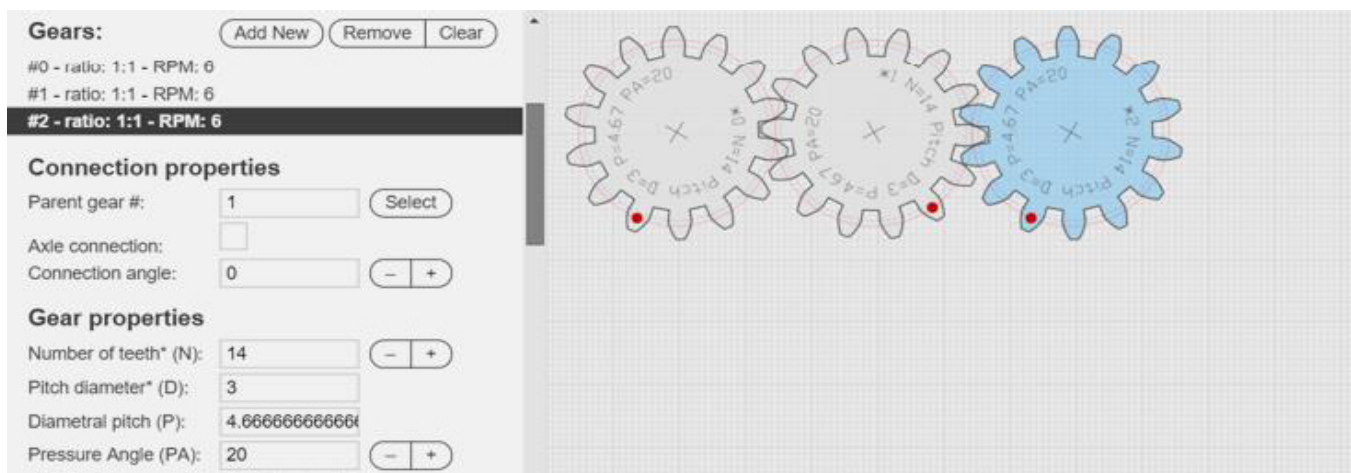 Gears:
Add New
Remove
Clear
#0 - ratio: 1:1 - RPM: 6
#1 - ratio: 1:1 - RPM: 6
#2 - ratio: 1:1 - RPM: 6
Connection properties
Parent gear #:
1
Select
Axle connection:
Connection angle:
0
–
+
Gear properties
Number of teeth* (N):
14
–
+
Pitch diameter* (D):
3
Diametral pitch (P):
4.66666666666
Pressure Angle (PA):
20
–
+
*0 N=14 Pitch D=3 P=4.67 PA=20
*1 N=14 Pitch D=3 P=4.67 PA=20
*2 N=14 Pitch D=3 P=4.67 PA=20